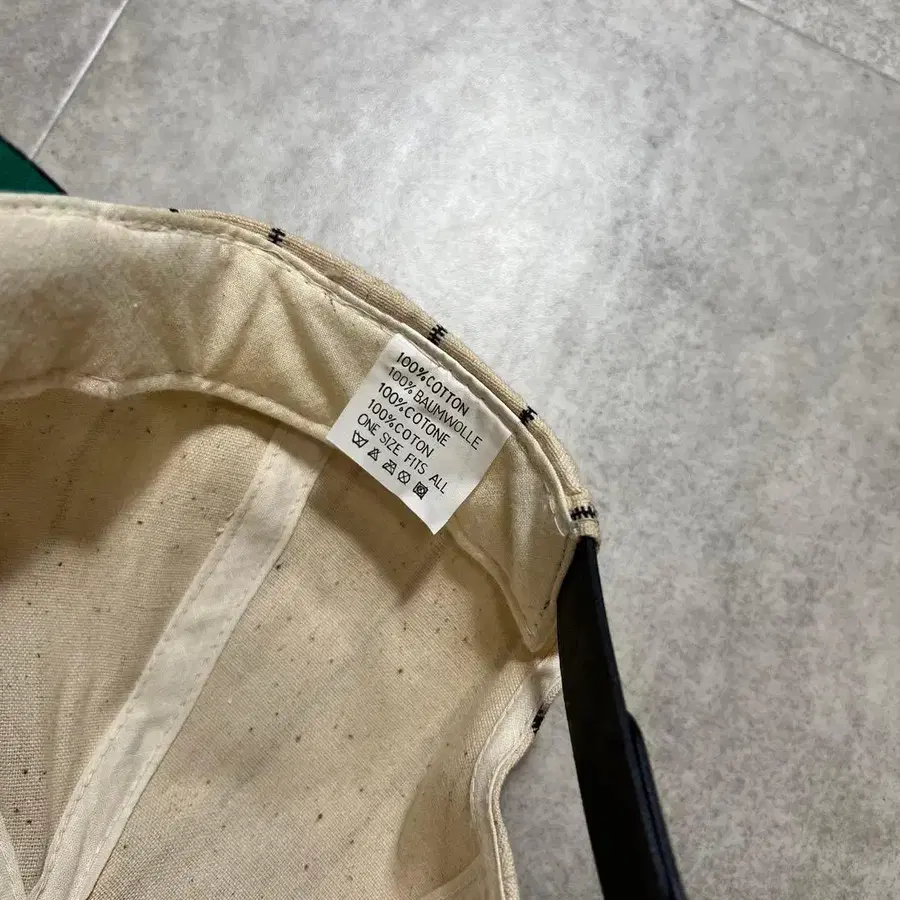 100% COTTON
100% BAUMWOLLE
100% COTONE
100% COTON
ONE SIZE FITS ALL